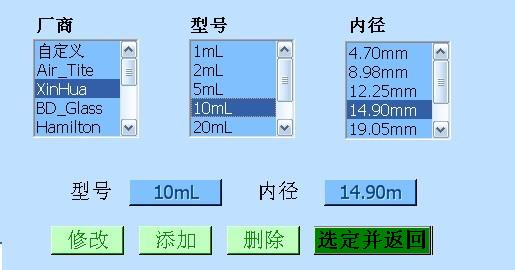 厂商 型号 内径
自定义 1mL 4.70mm
Air_Tite 2mL 8.98mm
XinHua 5mL 12.25mm
BD_Glass 10mL 14.90mm
Hamilton 20mL 19.05mm
型号 10mL 内径 14.90m
修改 添加 删除 选定并返回